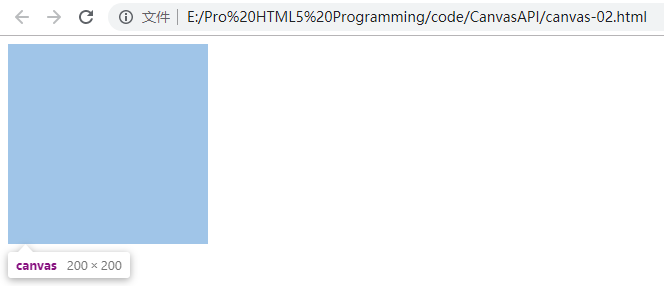 文件 E:/Pro%20HTML5%20Programming/code/CanvasAPI/canvas-02.html
canvas 200 × 200